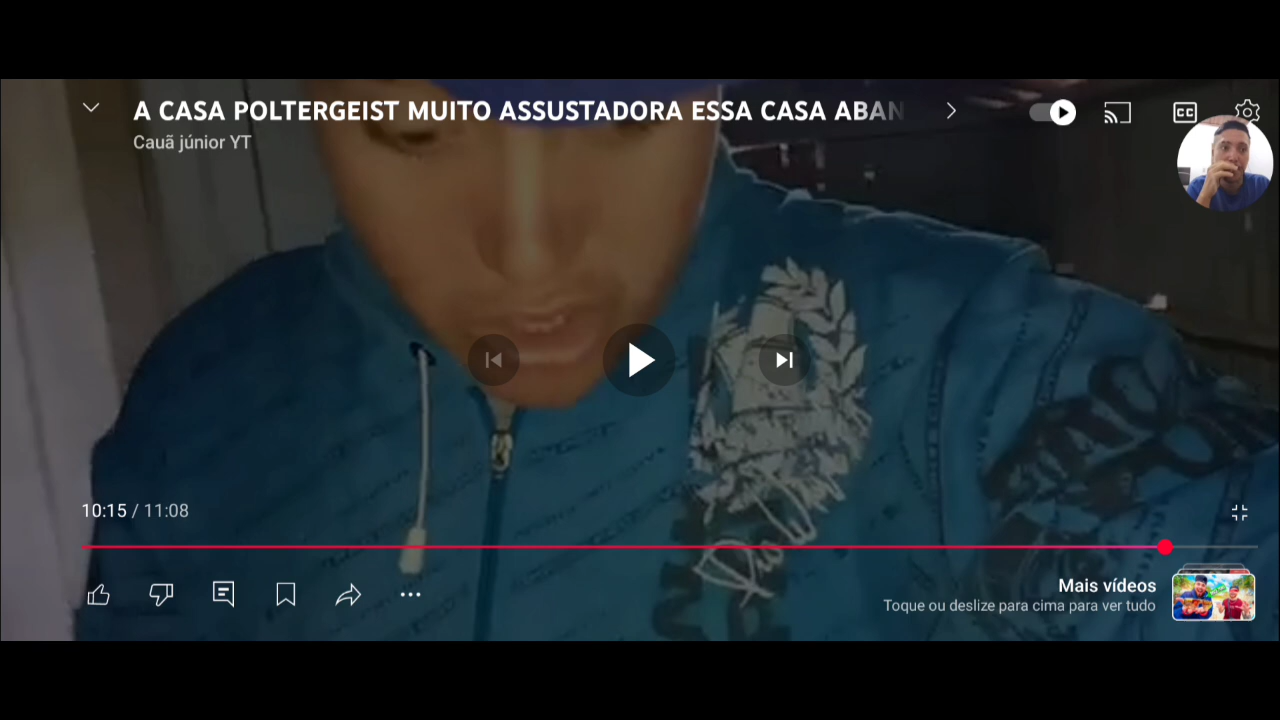 A CASA POLTERGEIST MUITO ASSUSTADORA ESSA CASA ABAN
Cauã júnior YT
CC
10:15 / 11:08
Mais vídeos
Toque ou deslize para cima para ver tudo